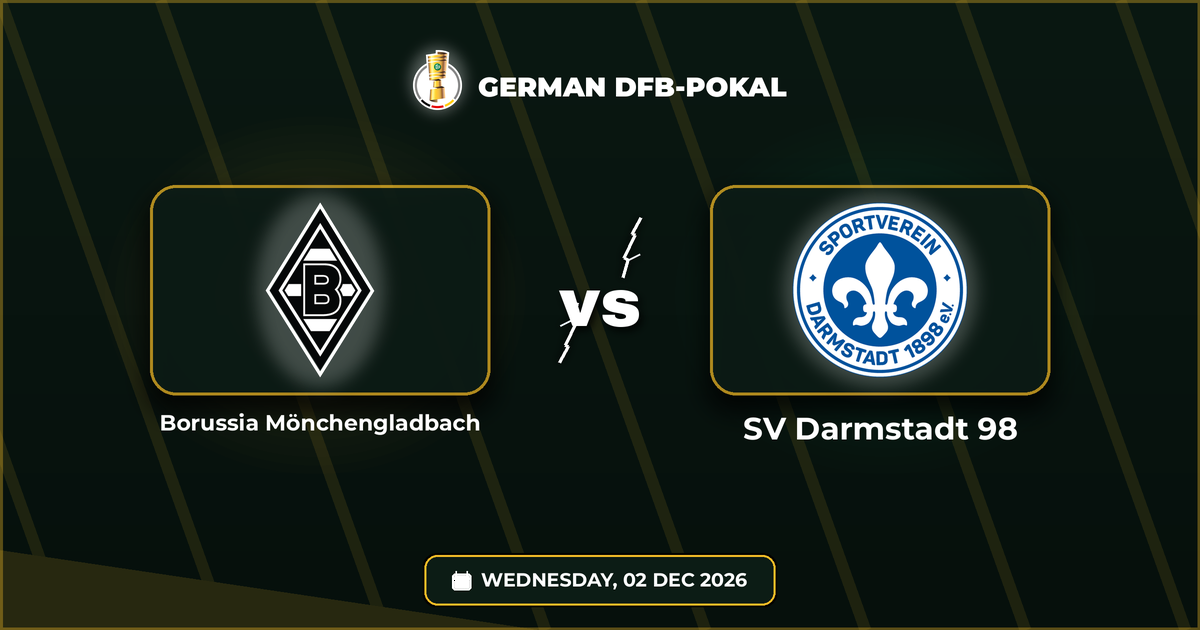 GERMAN DFB-POKAL
B
SPORTVEREIN
DARMSTADT 1898 e.V.
VS
Borussia Mönchengladbach
SV Darmstadt 98
WEDNESDAY, 02 DEC 2026